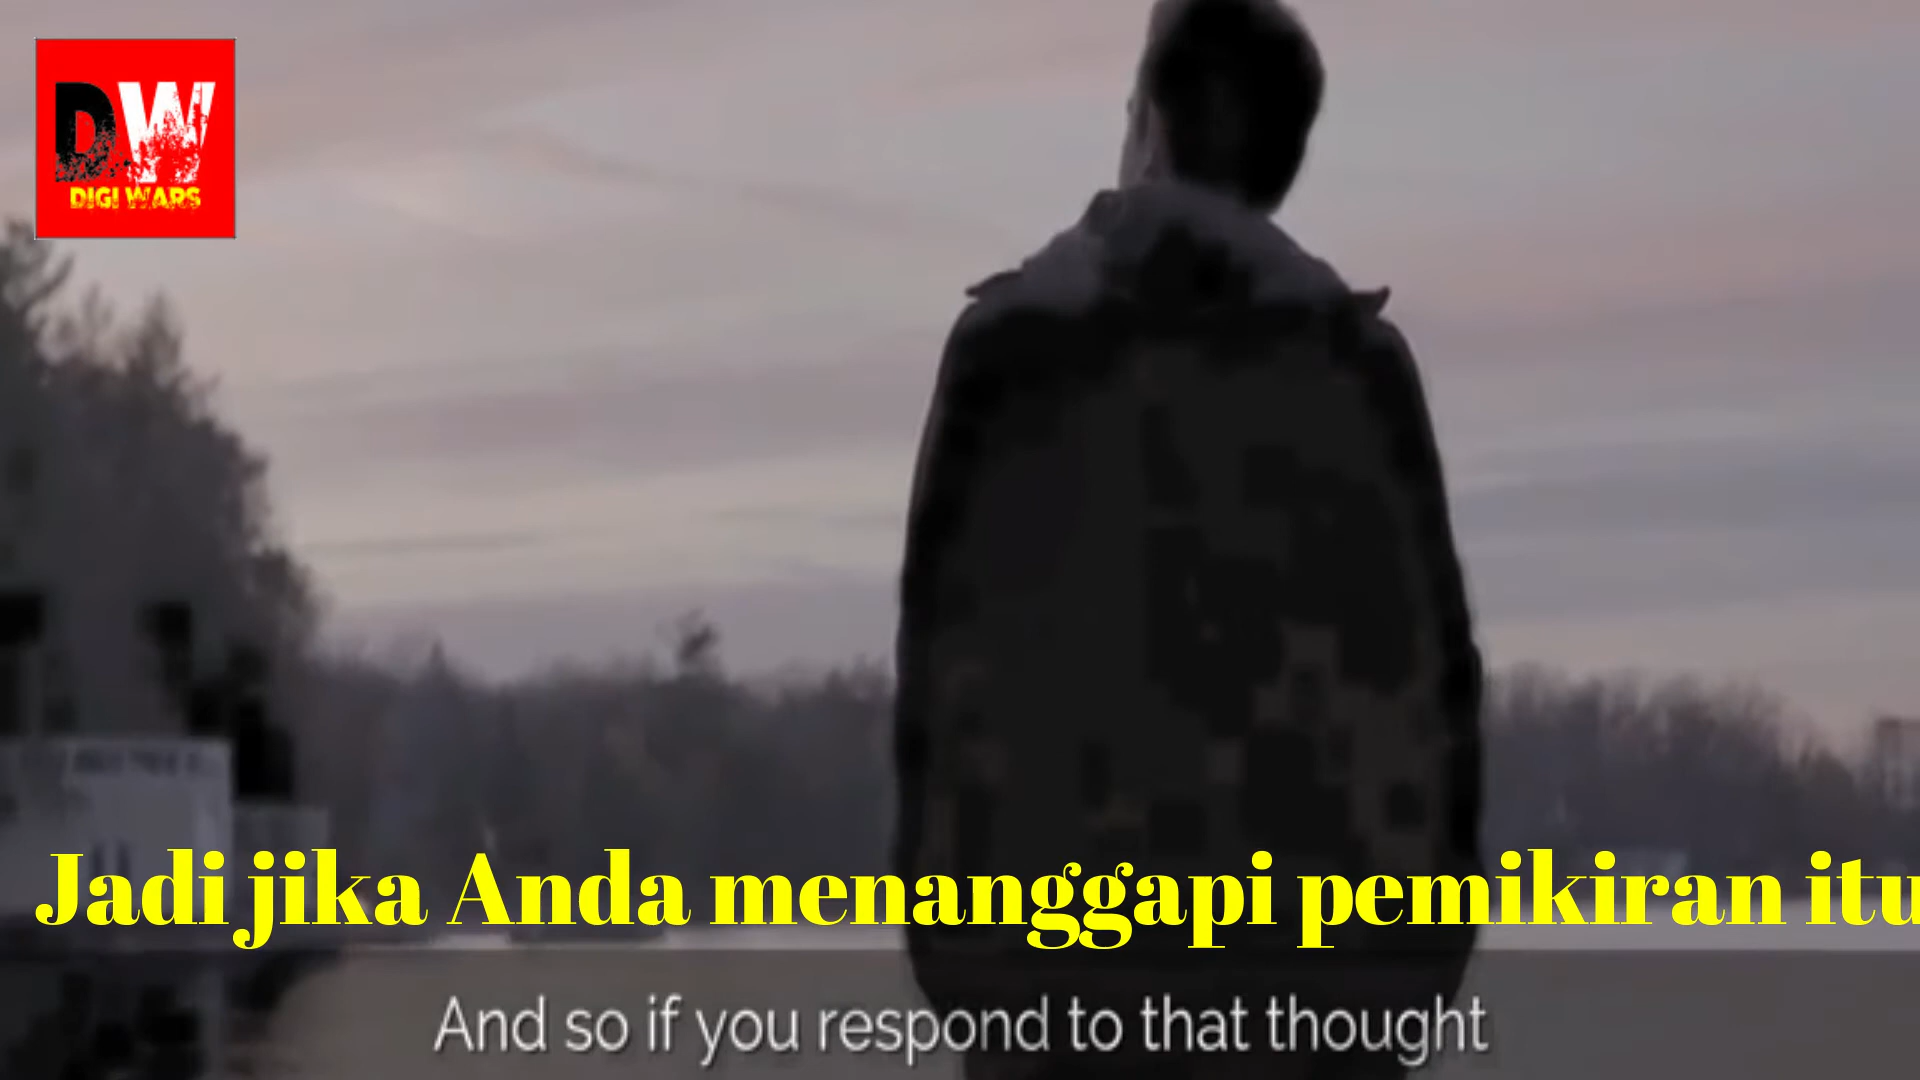 DW
DIGI WARS
Jadi jika Anda menanggapi pemikiran itu
And so if you respond to that thought